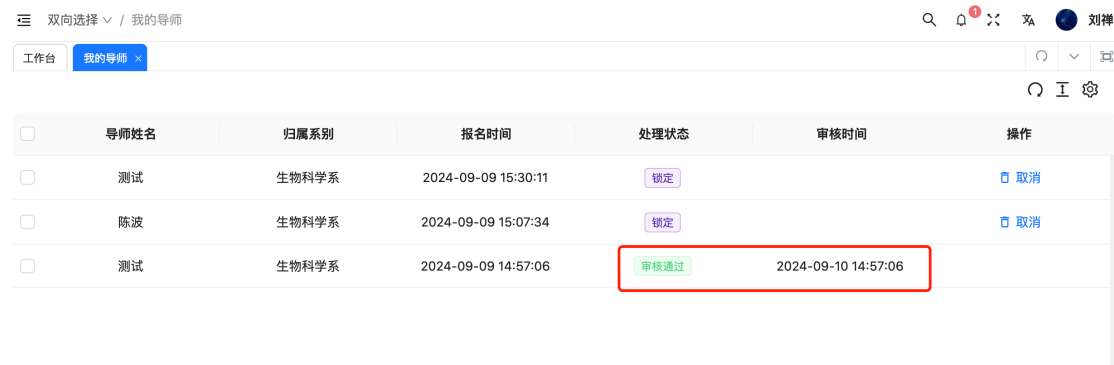 双向选择 / 我的导师 1 刘禅
工作台 我的导师 ×
导师姓名 归属系别 报名时间 处理状态 审核时间 操作
测试 生物科学系 2024-09-09 15:30:11 锁定 取消
陈波 生物科学系 2024-09-09 15:07:34 锁定 取消
测试 生物科学系 2024-09-09 14:57:06 审核通过 2024-09-10 14:57:06